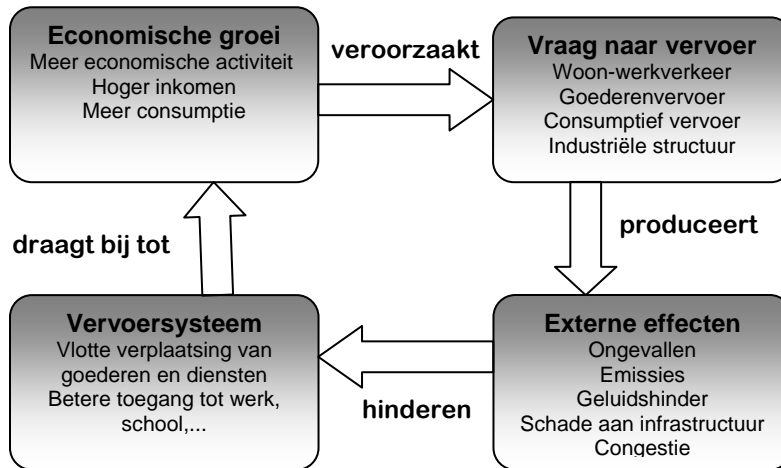 Economische groei
Meer economische activiteit
Hoger inkomen
Meer consumptie
veroorzaakt
Vraag naar vervoer
Woon-werkverkeer
Goederenvervoer
Consumptief vervoer
Industriële structuur
produceert
Externe effecten
Ongevallen
Emissies
Geluidshinder
Schade aan infrastructuur
Congestie
hinderen
Vervoersysteem
Vlotte verplaatsing van
goederen en diensten
Betere toegang tot werk,
school,...
draagt bij tot